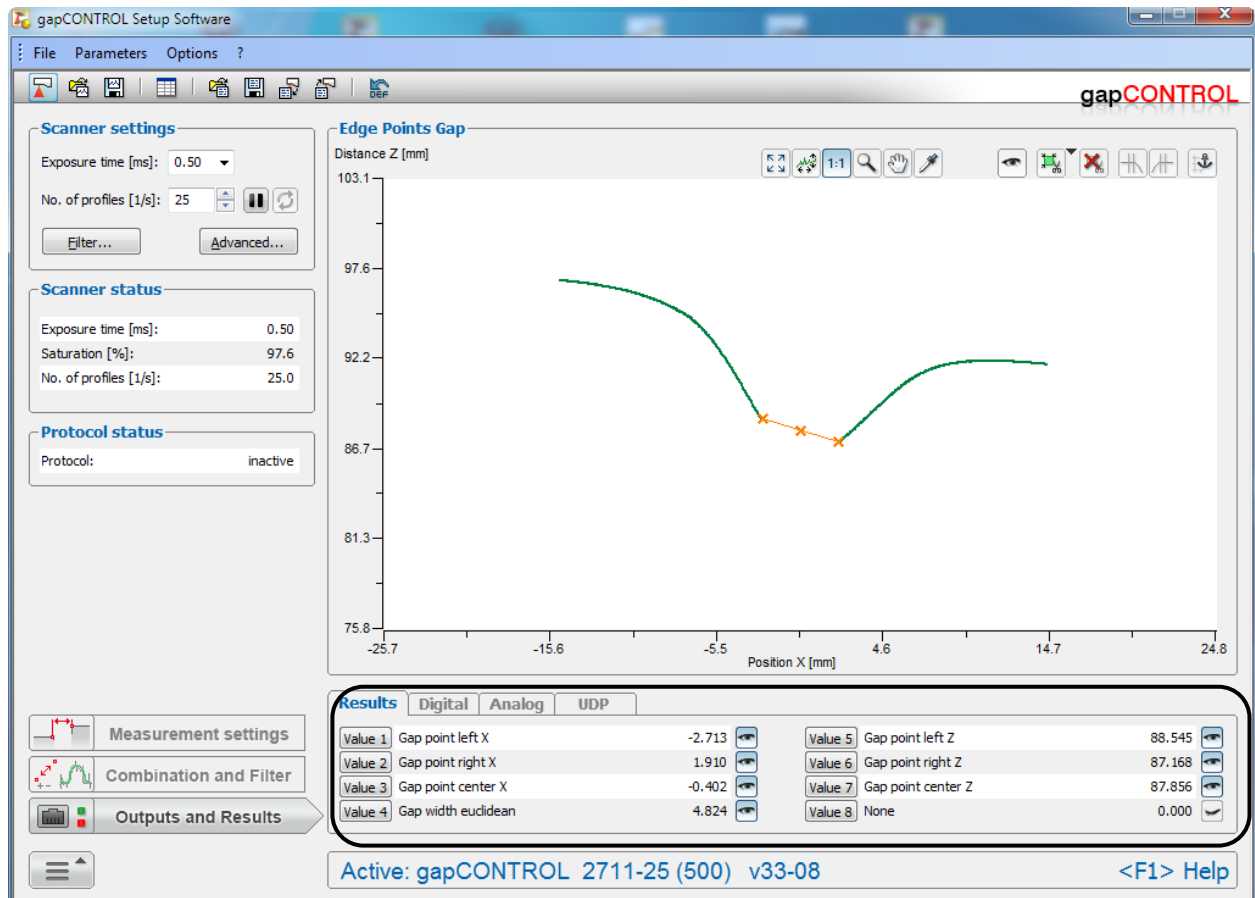 gapCONTROL Setup Software
File Parameters Options ?
DEF
gapCONTROL
Scanner settings
Exposure time [ms]: 0.50
No. of profiles [1/s]: 25
Filter... Advanced...
Scanner status
Exposure time [ms]: 0.50
Saturation [%]: 97.6
No. of profiles [1/s]: 25.0
Protocol status
Protocol: inactive
Measurement settings
Combination and Filter
Outputs and Results
Edge Points Gap
Distance Z [mm]
1:1
103.1
97.6
92.2
86.7
81.3
75.8
-25.7 -15.6 -5.5 4.6 14.7 24.8
Position X [mm]
Results Digital Analog UDP
Value 1 Gap point left X -2.713 Value 5 Gap point left Z 88.545
Value 2 Gap point right X 1.910 Value 6 Gap point right Z 87.168
Value 3 Gap point center X -0.402 Value 7 Gap point center Z 87.856
Value 4 Gap width euclidean 4.824 Value 8 None 0.000
Active: gapCONTROL 2711-25 (500) v33-08 <F1> Help